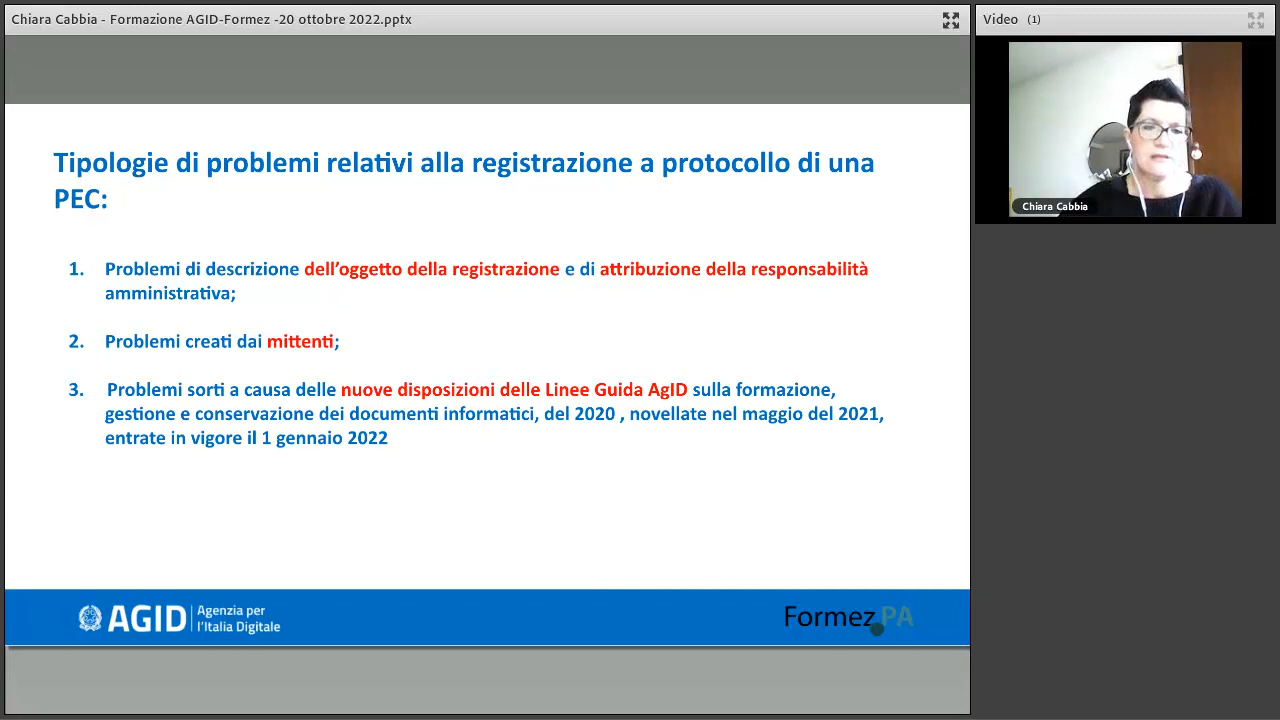 Chiara Cabbia - Formazione AGID-Formez -20 ottobre 2022.pptx
Video (1)
Chiara Cabbia
Tipologie di problemi relativi alla registrazione a protocollo di una
PEC:
1. Problemi di descrizione dell’oggetto della registrazione e di attribuzione della responsabilità
amministrativa;
2. Problemi creati dai mittenti;
3. Problemi sorti a causa delle nuove disposizioni delle Linee Guida AgID sulla formazione,
gestione e conservazione dei documenti informatici, del 2020 , novellate nel maggio del 2021,
entrate in vigore il 1 gennaio 2022
AGID Agenzia per
l’Italia Digitale
Formez PA